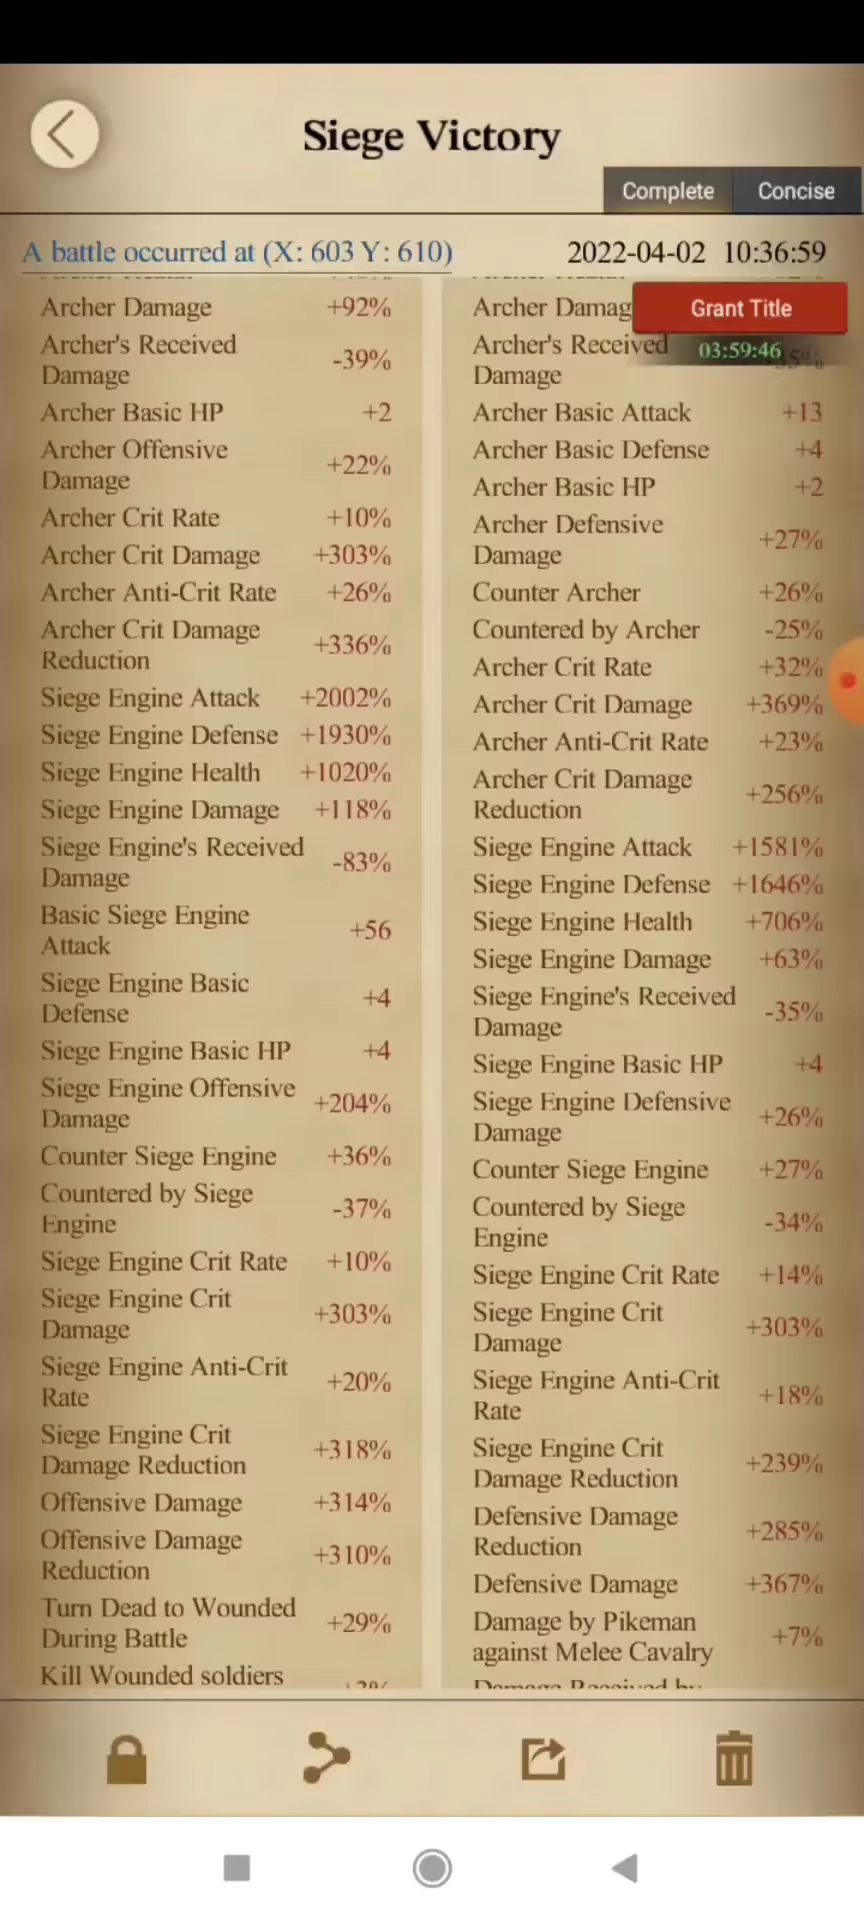 Siege Victory
Complete
Concise
A battle occurred at (X: 603 Y: 610)
2022-04-02 10:36:59
Archer Damage +92%
Archer's Received
Damage
-39%
Archer Basic HP +2
Archer Offensive
Damage
+22%
Archer Crit Rate +10%
Archer Crit Damage +303%
Archer Anti-Crit Rate +26%
Archer Crit Damage
Reduction
+336%
Siege Engine Attack +2002%
Siege Engine Defense +1930%
Siege Engine Health +1020%
Siege Engine Damage +118%
Siege Engine's Received
Damage
-83%
Basic Siege Engine
Attack
+56
Siege Engine Basic
Defense
+4
Siege Engine Basic HP +4
Siege Engine Offensive
Damage
+204%
Counter Siege Engine +36%
Countered by Siege
Engine
-37%
Siege Engine Crit Rate +10%
Siege Engine Crit
Damage
+303%
Siege Engine Anti-Crit
Rate
+20%
Siege Engine Crit
Damage Reduction
+318%
Offensive Damage +314%
Offensive Damage
Reduction
+310%
Turn Dead to Wounded
During Battle
+29%
Kill Wounded soldiers
Archer Damag
Grant Title
03:59:46
Archer's Received
Damage
Archer Basic Attack +13
Archer Basic Defense +4
Archer Basic HP +2
Archer Defensive
Damage
+27%
Counter Archer +26%
Countered by Archer -25%
Archer Crit Rate +32%
Archer Crit Damage +369%
Archer Anti-Crit Rate +23%
Archer Crit Damage
Reduction
+256%
Siege Engine Attack +1581%
Siege Engine Defense +1646%
Siege Engine Health +706%
Siege Engine Damage +63%
Siege Engine's Received
Damage
-35%
Siege Engine Basic HP +4
Siege Engine Defensive
Damage
+26%
Counter Siege Engine +27%
Countered by Siege
Engine
-34%
Siege Engine Crit Rate +14%
Siege Engine Crit
Damage
+303%
Siege Engine Anti-Crit
Rate
+18%
Siege Engine Crit
Damage Reduction
+239%
Defensive Damage
Reduction
+285%
Defensive Damage +367%
Damage by Pikeman
against Melee Cavalry
+7%